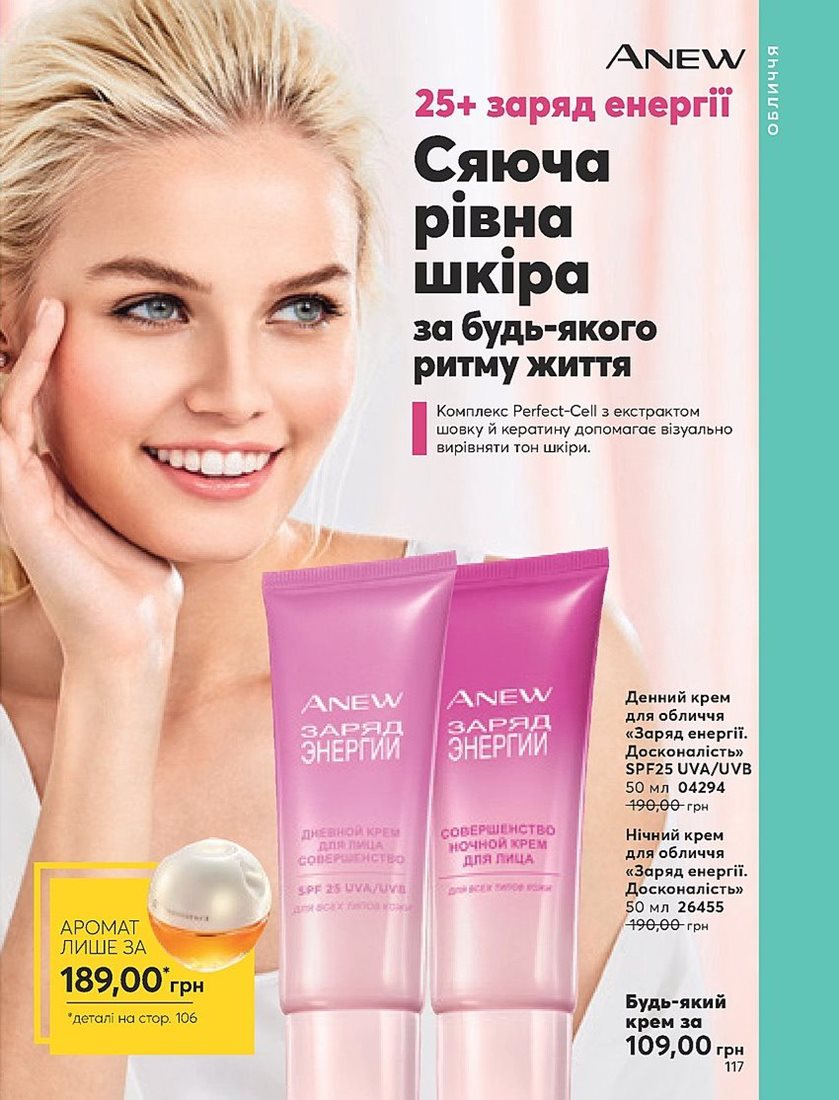 ANEW
ОБЛИЧЧЯ
25+ заряд енергії
Сяюча
рівна
шкіра
за будь-якого
ритму життя
Комплекс Perfect-Cell з екстрактом
шовку й кератину допомагає візуально
вирівняти тон шкіри.
ANEW
ЗАРЯД
ЭНЕРГИИ
ДНЕВНОЙ КРЕМ
ДЛЯ ЛИЦА
СОВЕРШЕНСТВО
SPF 25 UVA/UVB
ДЛЯ ВСЕХ ТИПОВ КОЖИ
ANEW
ЗАРЯД
ЭНЕРГИИ
СОВЕРШЕНСТВО
НОЧНОЙ КРЕМ
ДЛЯ ЛИЦА
ДЛЯ ВСЕХ ТИПОВ КОЖИ
Денний крем
для обличчя
«Заряд енергії.
Досконалість»
SPF25 UVA/UVB
50 мл 04294
190,00 грн
Нічний крем
для обличчя
«Заряд енергії.
Досконалість»
50 мл 26455
190,00 грн
Будь-який
крем за
109,00 грн
117
АРОМАТ
ЛИШЕ ЗА
189,00* грн
*деталі на стор. 106